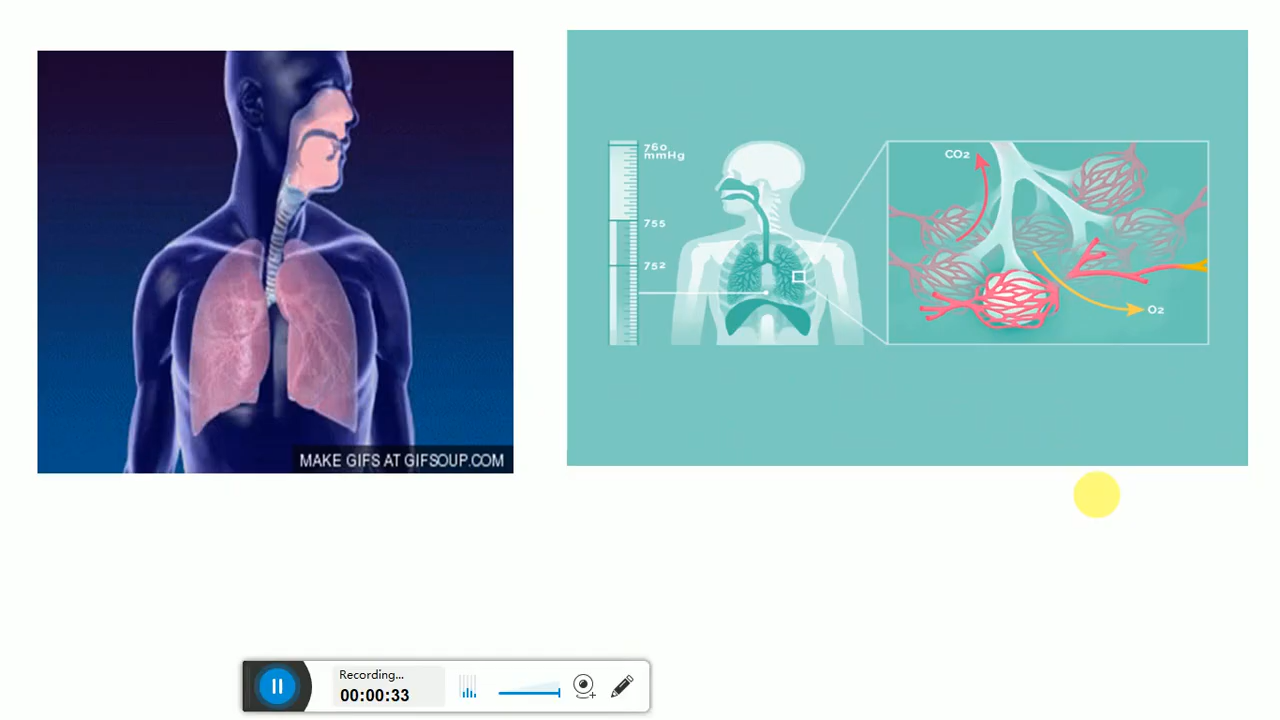 MAKE GIFS AT GIFSOUP.COM
760
mmHg
755
752
CO2
O2
Recording...
00:00:33